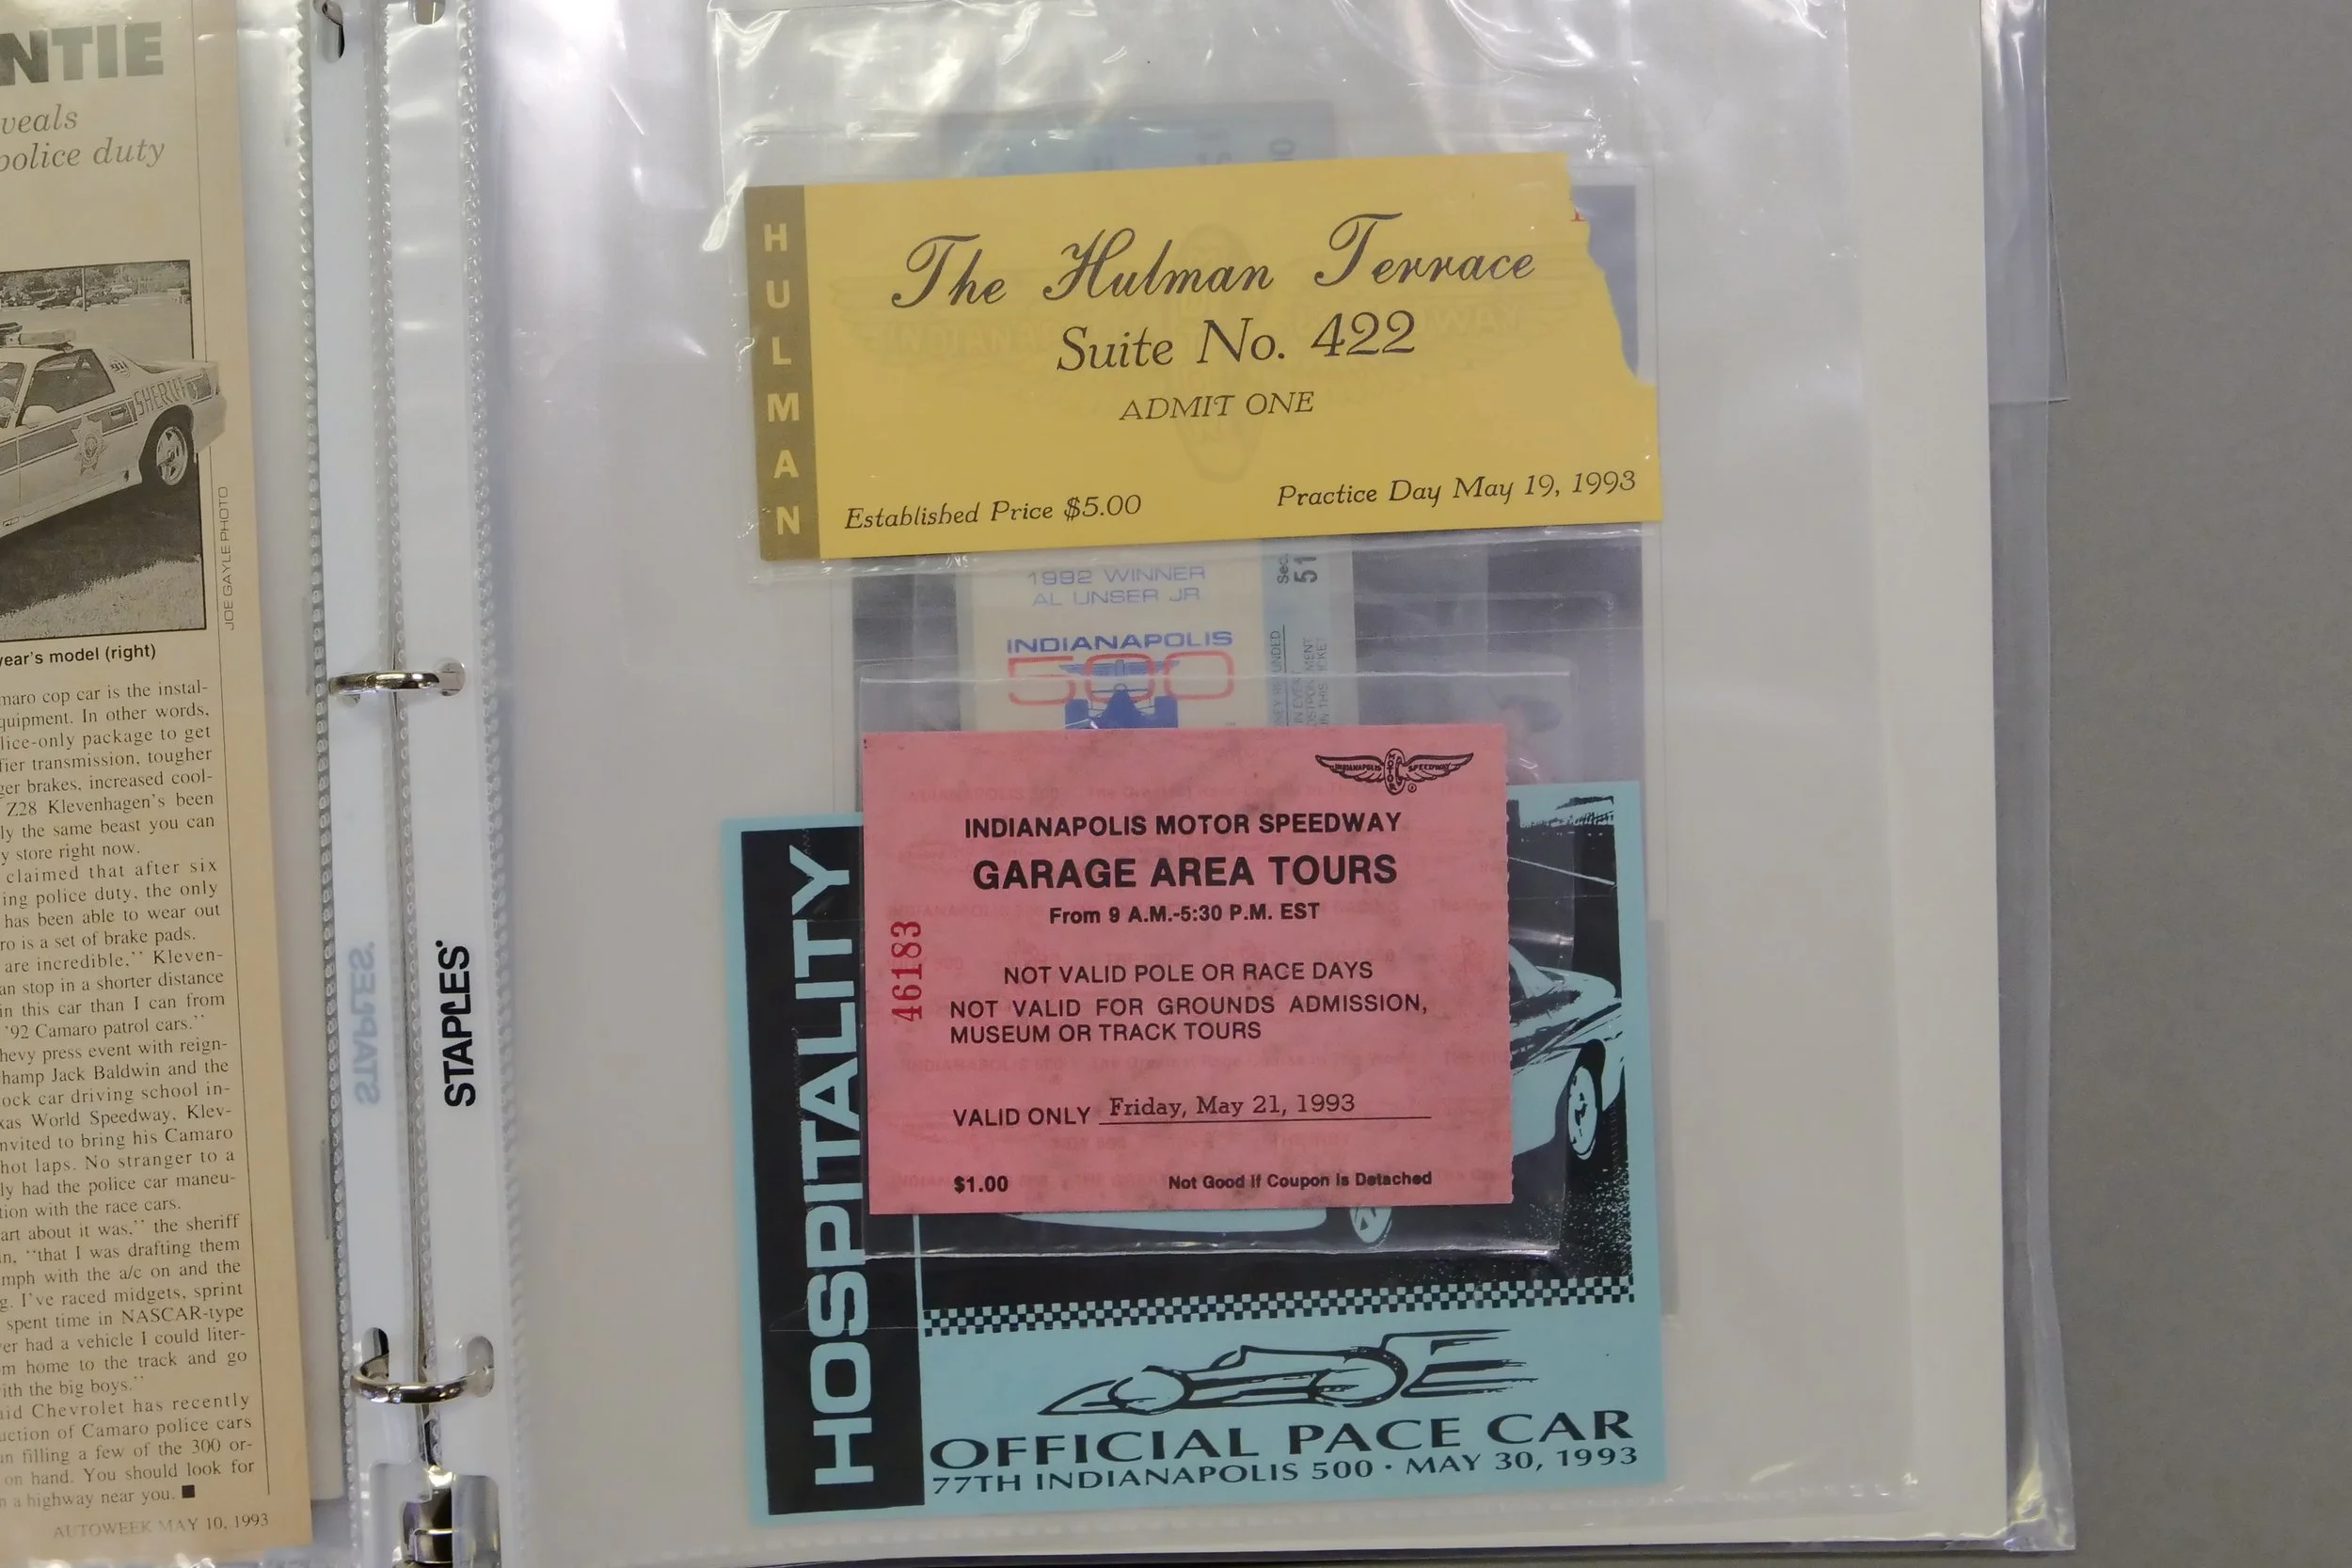 NTIE
veals
police duty
SHERIFF
JOE GAYLE PHOTO
year's model (right)
maro cop car is the instal-
quipment. In other words,
lice-only package to get
fier transmission, tougher
ger brakes, increased cool-
Z28 Klevenhagen's been
ly the same beast you can
y store right now.
claimed that after six
ing police duty, the only
has been able to wear out
ro is a set of brake pads.
are incredible,'' Kleven-
an stop in a shorter distance
in this car than I can from
'92 Camaro patrol cars.''
hevy press event with reign-
hamp Jack Baldwin and the
ock car driving school in-
xas World Speedway, Klev-
nvited to bring his Camaro
hot laps. No stranger to a
ly had the police car maneu-
tion with the race cars.
art about it was,'' the sheriff
in, ''that I was drafting them
mph with the a/c on and the
g. I've raced midgets, sprint
spent time in NASCAR-type
ver had a vehicle I could liter-
m home to the track and go
ith the big boys.''
aid Chevrolet has recently
uction of Camaro police cars
n filling a few of the 300 or-
on hand. You should look for
n a highway near you. ■
AUTOWEEK MAY 10, 1993
STAPLES
STAPLES
HULMAN
The Hulman Terrace
Suite No. 422
ADMIT ONE
Established Price $5.00
Practice Day May 19, 1993
1992 WINNER
AL UNSER JR
INDIANAPOLIS
500
Sec.
51
INDIANAPOLIS MOTOR SPEEDWAY
INDIANAPOLIS MOTOR SPEEDWAY
GARAGE AREA TOURS
From 9 A.M.-5:30 P.M. EST
46183
NOT VALID POLE OR RACE DAYS
NOT VALID FOR GROUNDS ADMISSION,
MUSEUM OR TRACK TOURS
VALID ONLY Friday, May 21, 1993
$1.00
Not Good If Coupon Is Detached
HOSPITALITY
OFFICIAL PACE CAR
77TH INDIANAPOLIS 500 · MAY 30, 1993